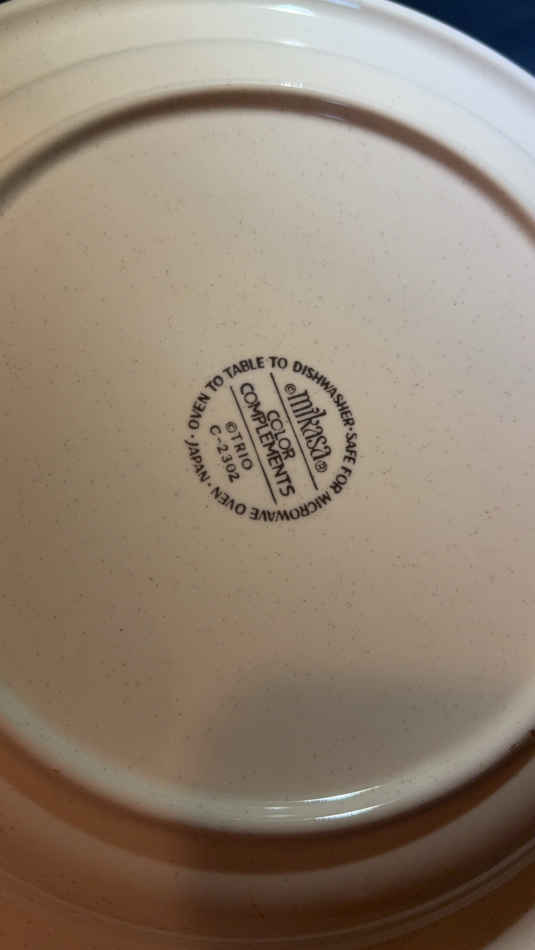 OVEN TO TABLE TO DISHWASHER · SAFE FOR MICROWAVE OVEN · JAPAN ·
© mikasa ®
COLOR
COMPLEMENTS
© TRIO
C-2302